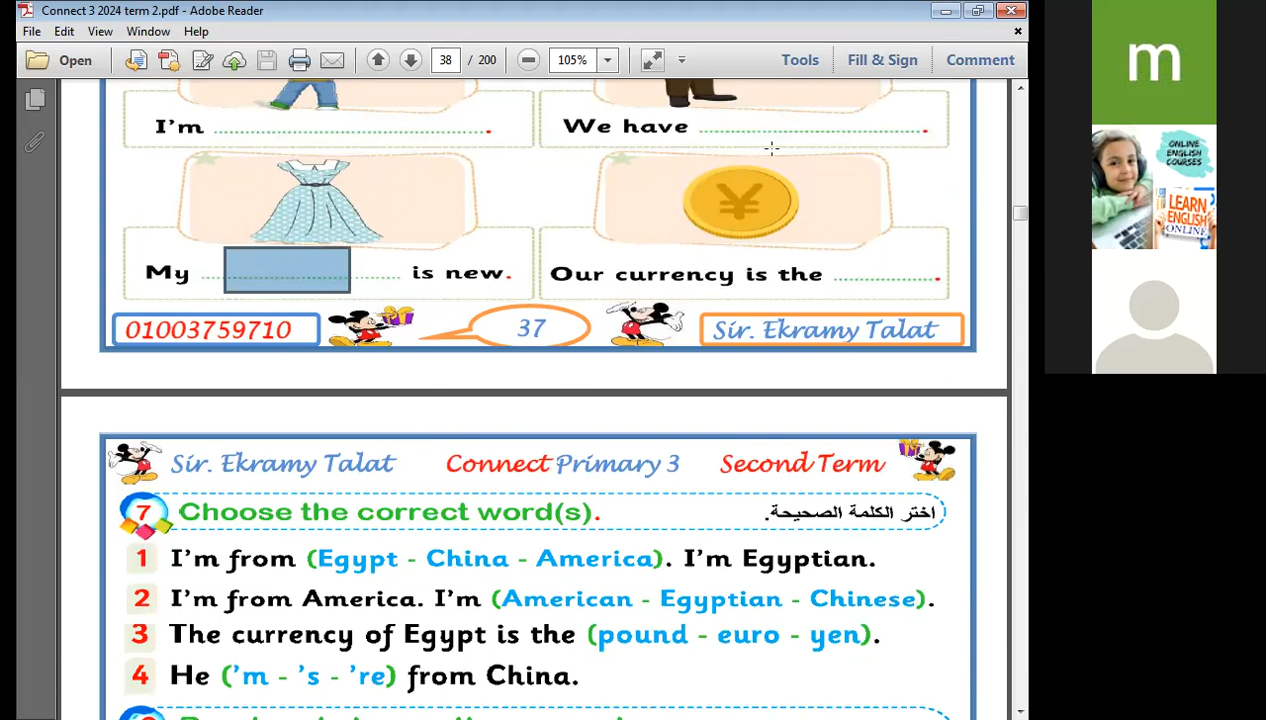 Connect 3 2024 term 2.pdf - Adobe Reader
File Edit View Window Help
Open 38 / 200 105% Tools Fill & Sign Comment
I'm ........................................ .
We have .................................. .
My ........................ is new.
¥
Our currency is the ............... .
01003759710
37
Sir. Ekramy Talat
Sir. Ekramy Talat Connect Primary 3 Second Term
7 Choose the correct word(s). اختر الكلمة الصحيحة.
1 I'm from (Egypt - China - America). I'm Egyptian.
2 I'm from America. I'm (American - Egyptian - Chinese).
3 The currency of Egypt is the (pound - euro - yen).
4 He ('m - 's - 're) from China.
m
ONLINE
ENGLISH
COURSES
LEARN
ENGLISH
ONLINE